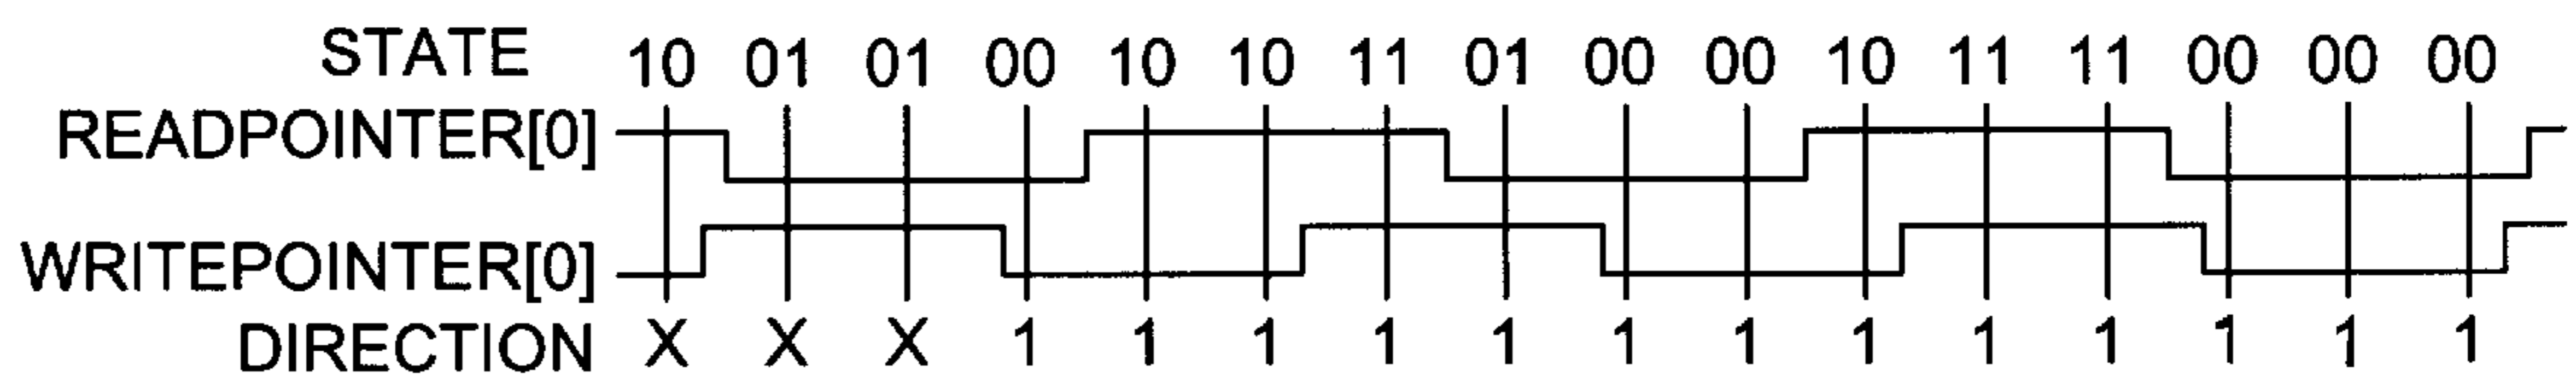 STATE 10 01 01 00 10 10 11 01 00 00 10 11 11 00 00 00
READPOINTER[0]
WRITEPOINTER[0]
DIRECTION X X X 1 1 1 1 1 1 1 1 1 1 1 1 1